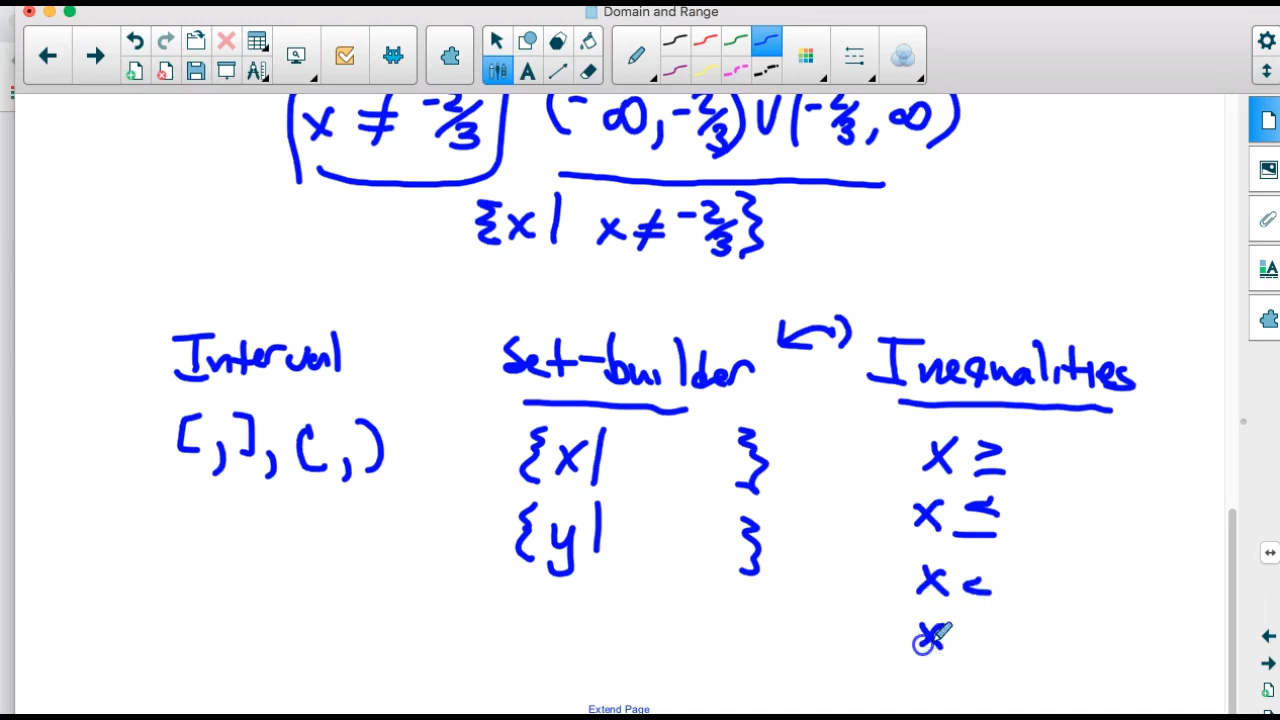 Domain and Range
x ≠ -2/3 (-∞, -2/3) U (-2/3, ∞)
{x | x ≠ -2/3}
Interval Set-builder Inequalities
[,], (,) {x| } x ≥
{y| } x ≤
x <
x
Extend Page